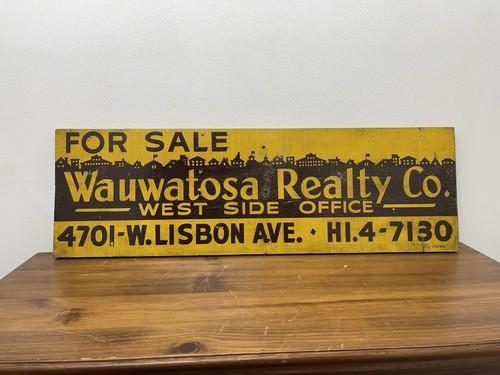 FOR SALE
Wauwatosa Realty Co.
WEST SIDE OFFICE
4701-W. LISBON AVE. · HI.4-7130